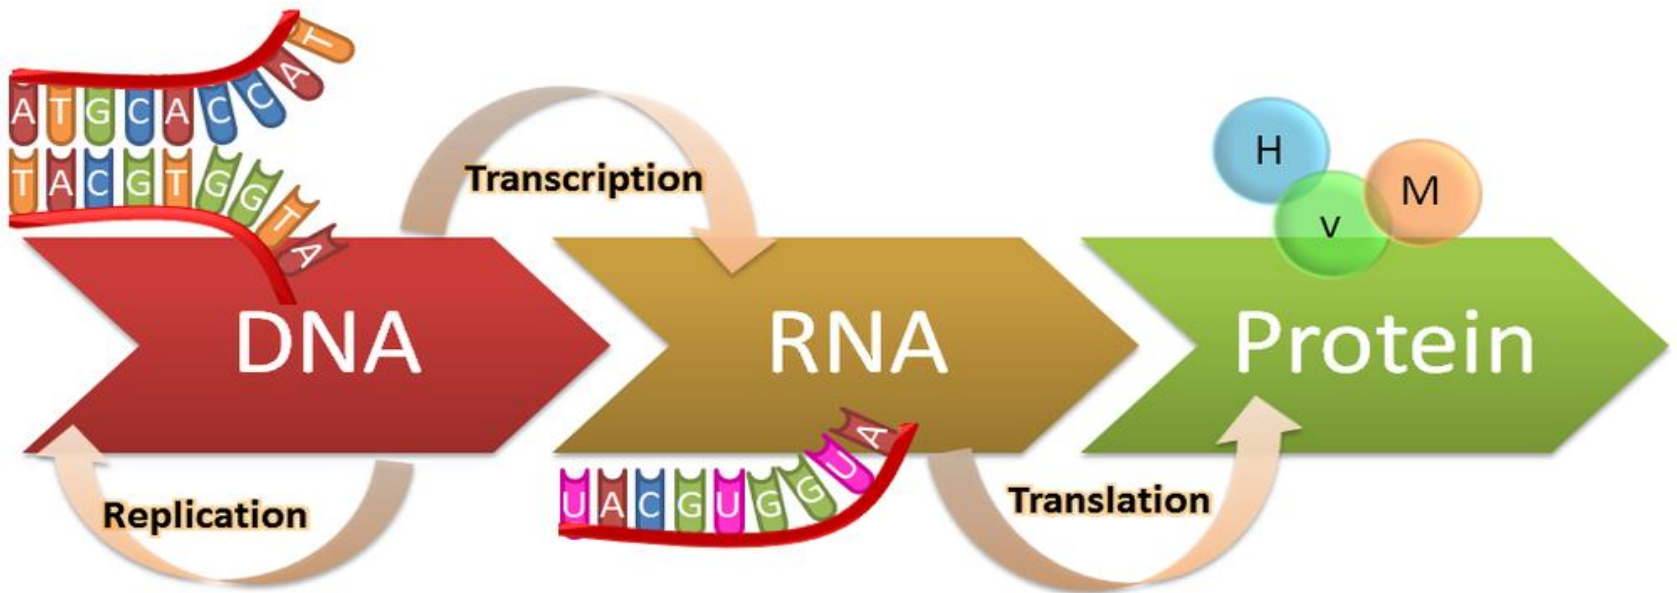 ATGCACCAT
TACGTGGTA
Transcription
H
v
M
DNA
RNA
Protein
Replication
UACGUGGUA
Translation